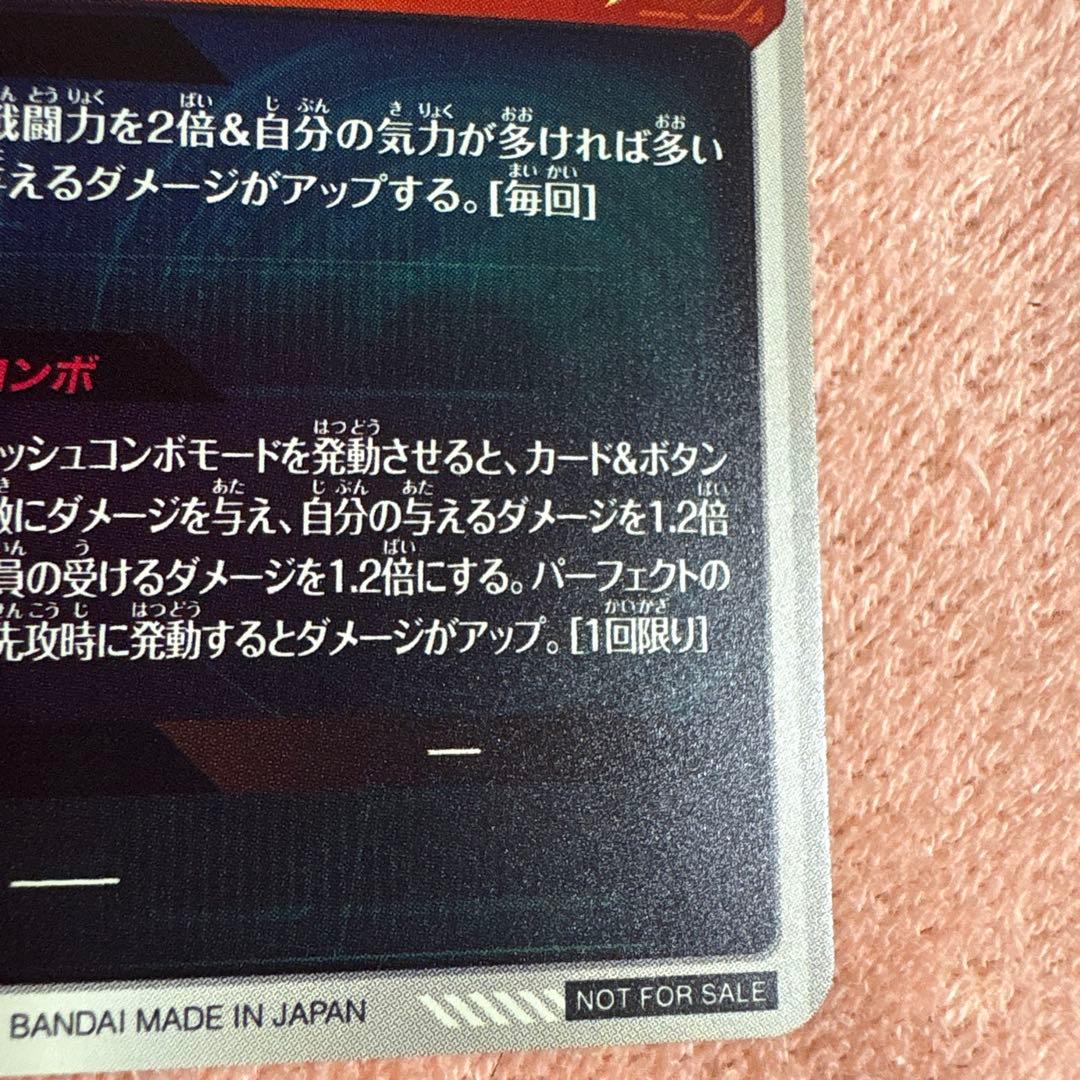 戦闘力を2倍&自分の気力が多ければ多い
与えるダメージがアップする。[毎回]
コンボ
ッシュコンボモードを発動させると、カード&ボタン
敵にダメージを与え、自分の与えるダメージを1.2倍
員の受けるダメージを1.2倍にする。パーフェクトの
先攻時に発動するとダメージがアップ。[1回限り]
—
—
BANDAI MADE IN JAPAN
NOT FOR SALE